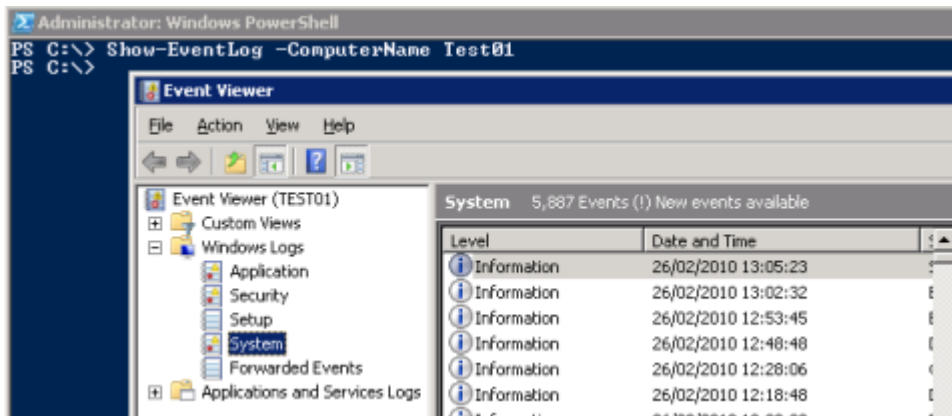 Administrator: Windows PowerShell
PS C:\> Show-EventLog -ComputerName Test01
PS C:\>
Event Viewer
File Action View Help
Event Viewer (TEST01)
Custom Views
Windows Logs
Application
Security
Setup
System
Forwarded Events
Applications and Services Logs
System 5,887 Events (!) New events available
Level Date and Time
Information 26/02/2010 13:05:23
Information 26/02/2010 13:02:32
Information 26/02/2010 12:53:45
Information 26/02/2010 12:48:48
Information 26/02/2010 12:28:06
Information 26/02/2010 12:18:48